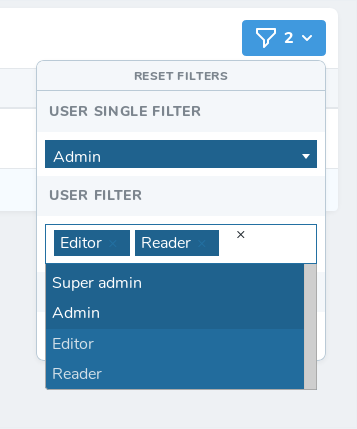 2
RESET FILTERS
USER SINGLE FILTER
Admin
USER FILTER
Editor × Reader × ×
Super admin
Admin
Editor
Reader